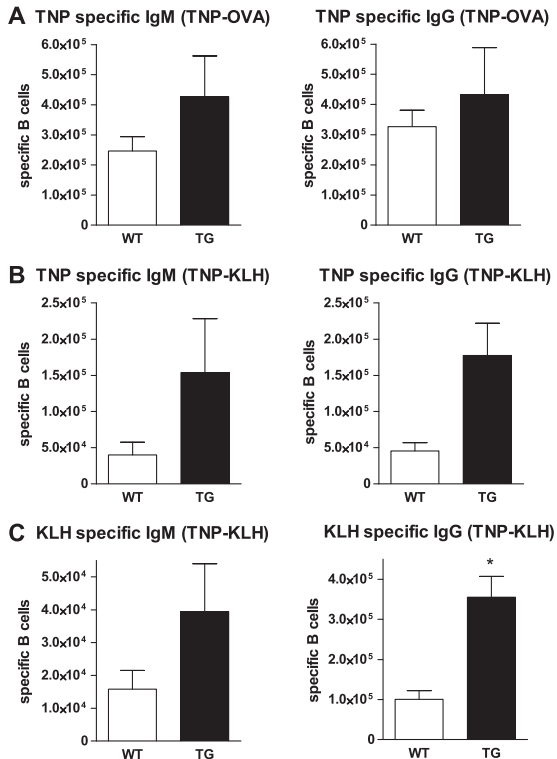 A TNP specific IgM (TNP-OVA) TNP specific IgG (TNP-OVA)
specific B cells
6.0x10⁵
5.0x10⁵
4.0x10⁵
3.0x10⁵
2.0x10⁵
1.0x10⁵
0
WT TG
specific B cells
6.0x10⁵
5.0x10⁵
4.0x10⁵
3.0x10⁵
2.0x10⁵
1.0x10⁵
0
WT TG
B TNP specific IgM (TNP-KLH) TNP specific IgG (TNP-KLH)
specific B cells
2.5x10⁵
2.0x10⁵
1.5x10⁵
1.0x10⁵
5.0x10⁴
0
WT TG
specific B cells
2.5x10⁵
2.0x10⁵
1.5x10⁵
1.0x10⁵
5.0x10⁴
0
WT TG
C KLH specific IgM (TNP-KLH) KLH specific IgG (TNP-KLH)
specific B cells
5.0x10⁴
4.0x10⁴
3.0x10⁴
2.0x10⁴
1.0x10⁴
0
WT TG
specific B cells
4.0x10⁵
3.0x10⁵
2.0x10⁵
1.0x10⁵
0
*
WT TG